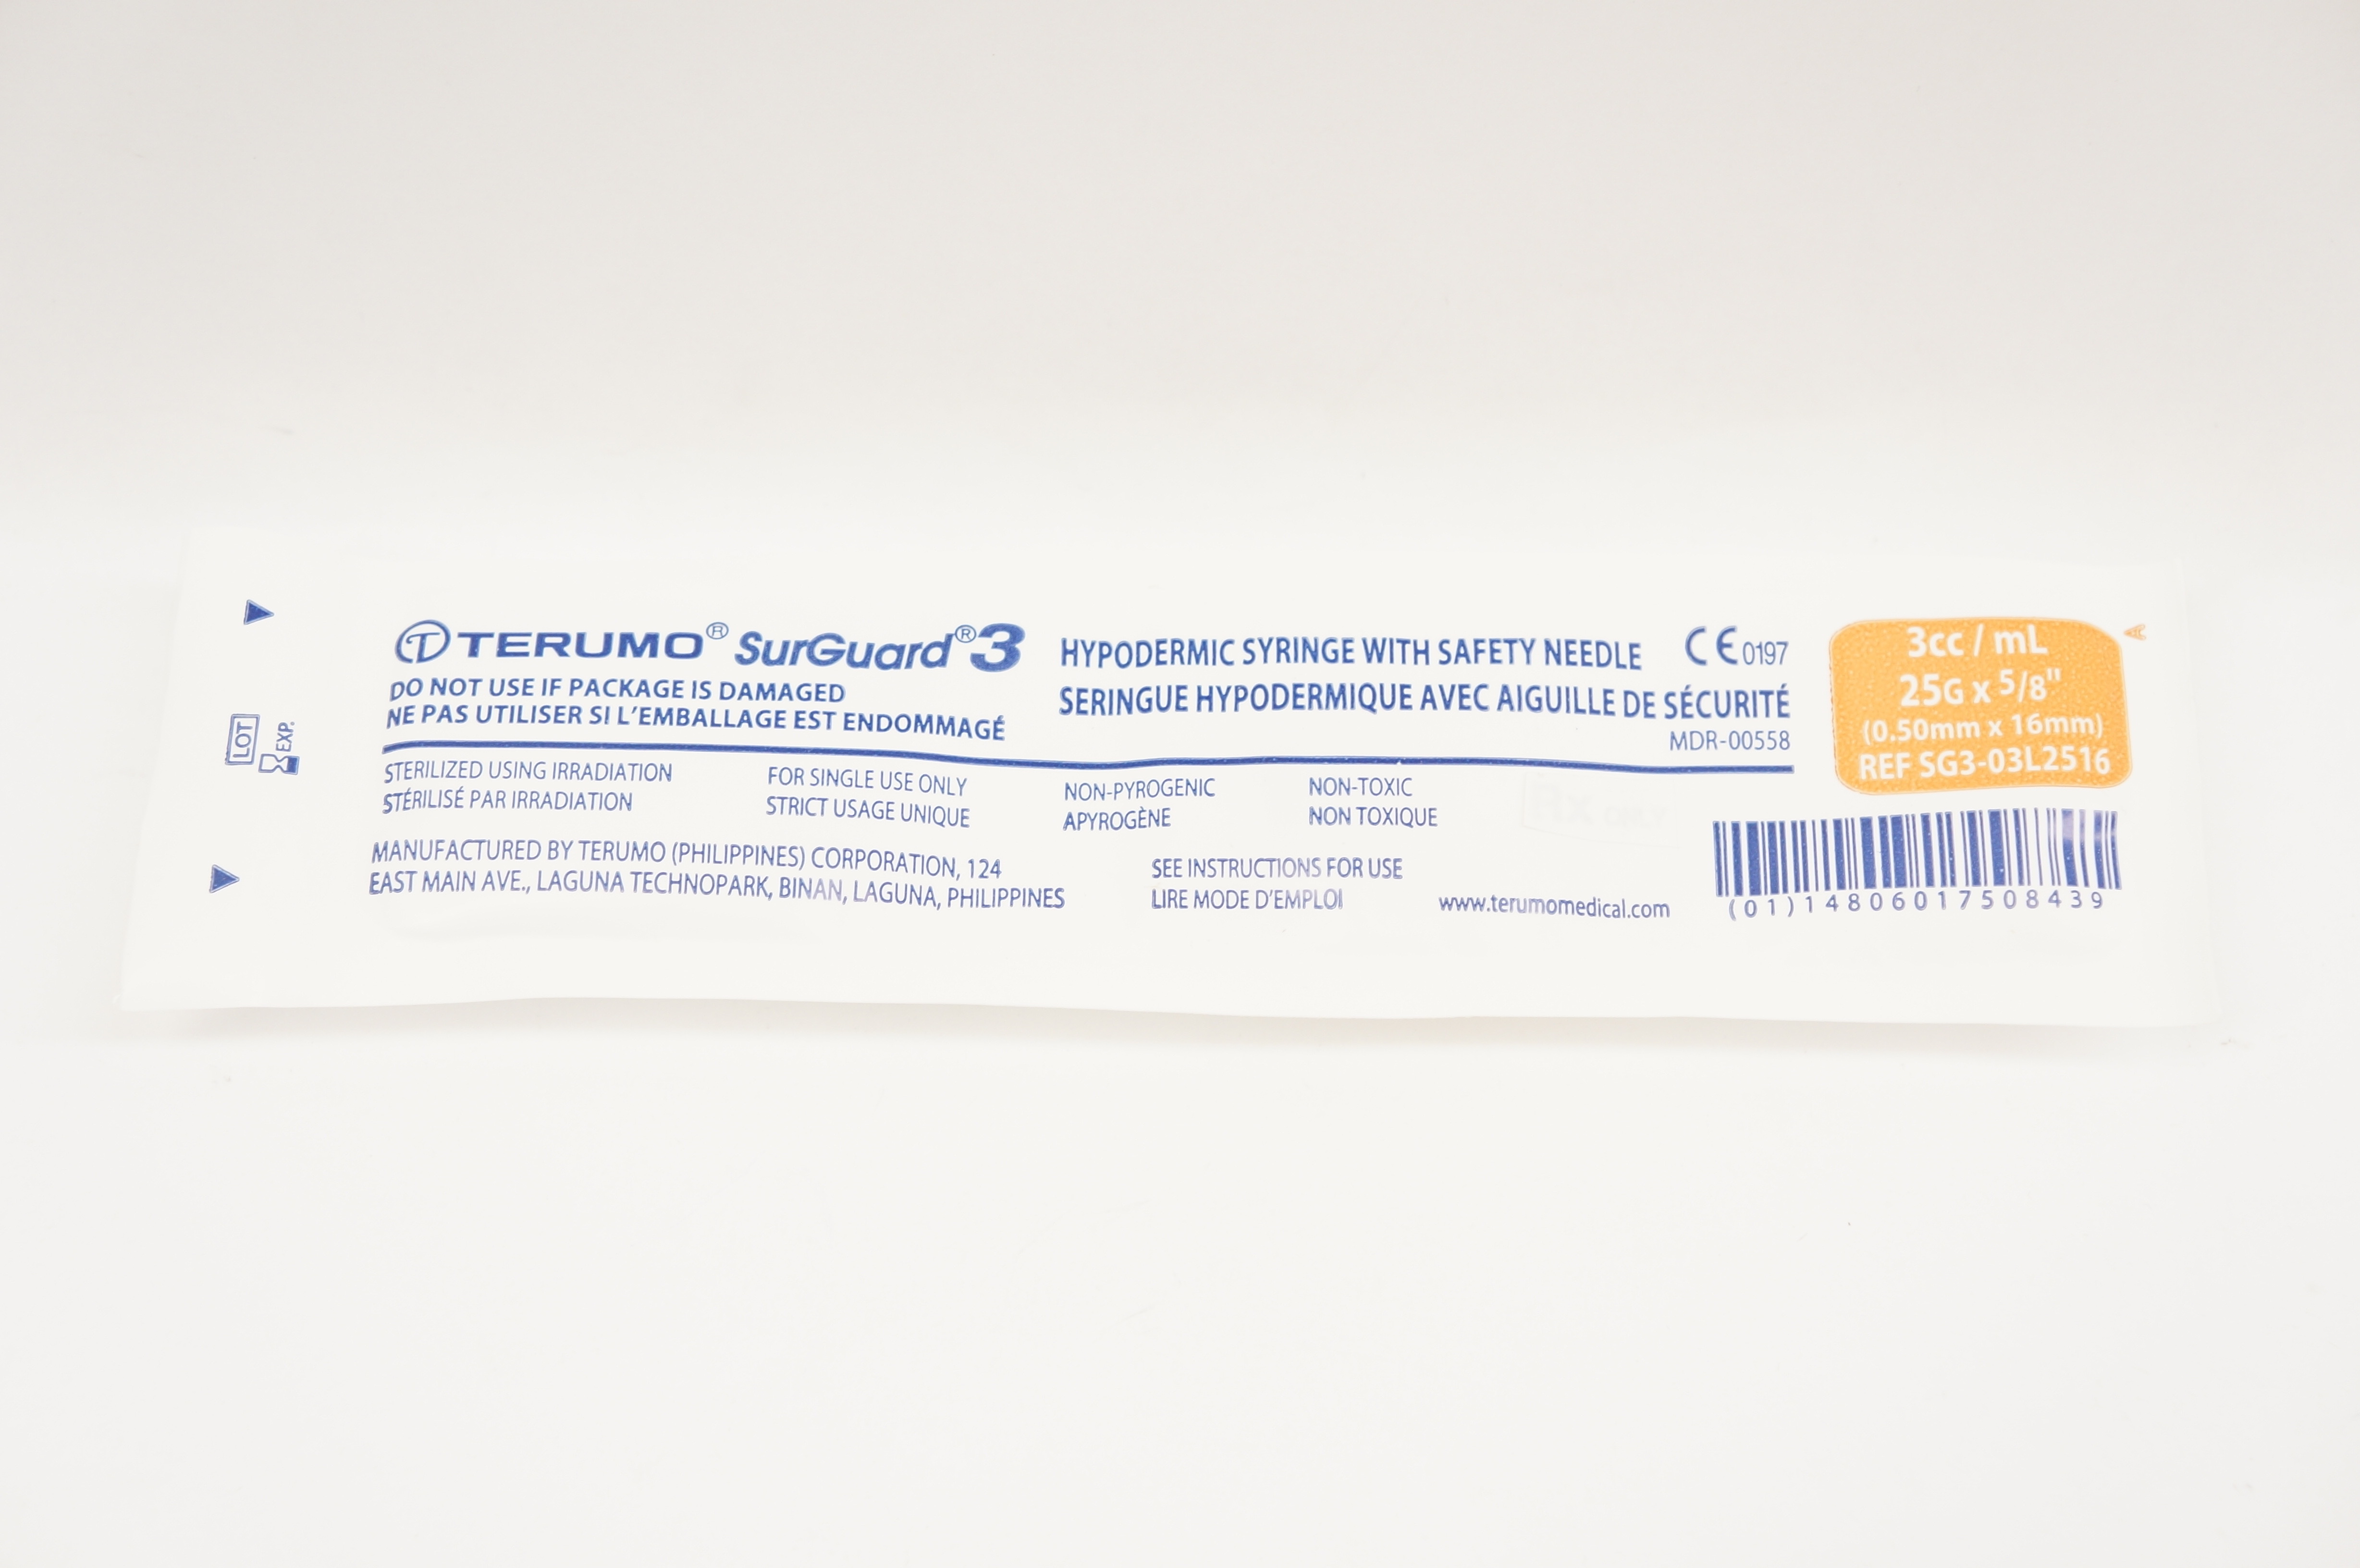 TERUMO® SurGuard®3
DO NOT USE IF PACKAGE IS DAMAGED
NE PAS UTILISER SI L'EMBALLAGE EST ENDOMMAGÉ
HYPODERMIC SYRINGE WITH SAFETY NEEDLE CE 0197
SERINGUE HYPODERMIQUE AVEC AIGUILLE DE SÉCURITÉ
MDR-00558
3cc / mL
25G x 5/8"
(0.50mm x 16mm)
REF SG3-03L2516
A
LOT
EXP.
STERILIZED USING IRRADIATION
STÉRILISÉ PAR IRRADIATION
FOR SINGLE USE ONLY
STRICT USAGE UNIQUE
NON-PYROGENIC
APYROGÈNE
NON-TOXIC
NON TOXIQUE
MANUFACTURED BY TERUMO (PHILIPPINES) CORPORATION, 124
EAST MAIN AVE., LAGUNA TECHNOPARK, BINAN, LAGUNA, PHILIPPINES
SEE INSTRUCTIONS FOR USE
LIRE MODE D'EMPLOI
www.terumomedical.com
(01)14806017508439